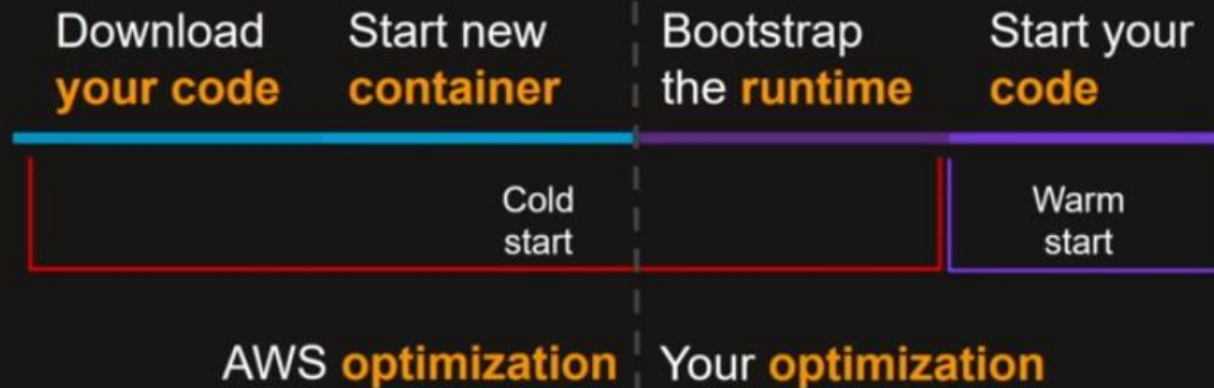 Download
your code
Start new
container
Bootstrap
the runtime
Start your
code
Cold
start
Warm
start
AWS optimization
Your optimization